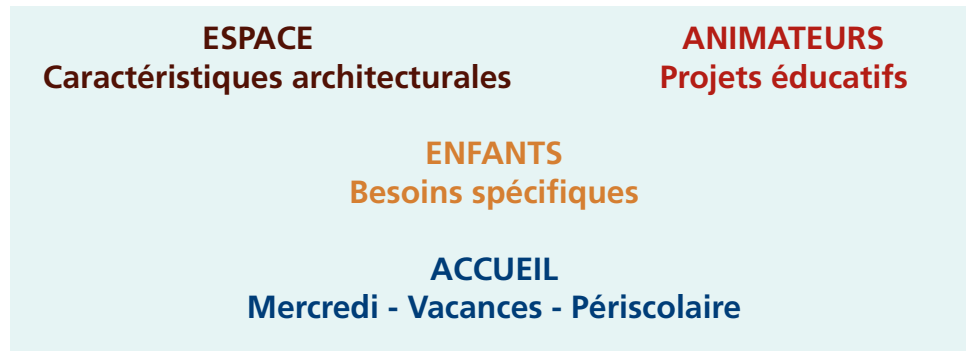 ESPACE
Caractéristiques architecturales
ANIMATEURS
Projets éducatifs
ENFANTS
Besoins spécifiques
ACCUEIL
Mercredi - Vacances - Périscolaire